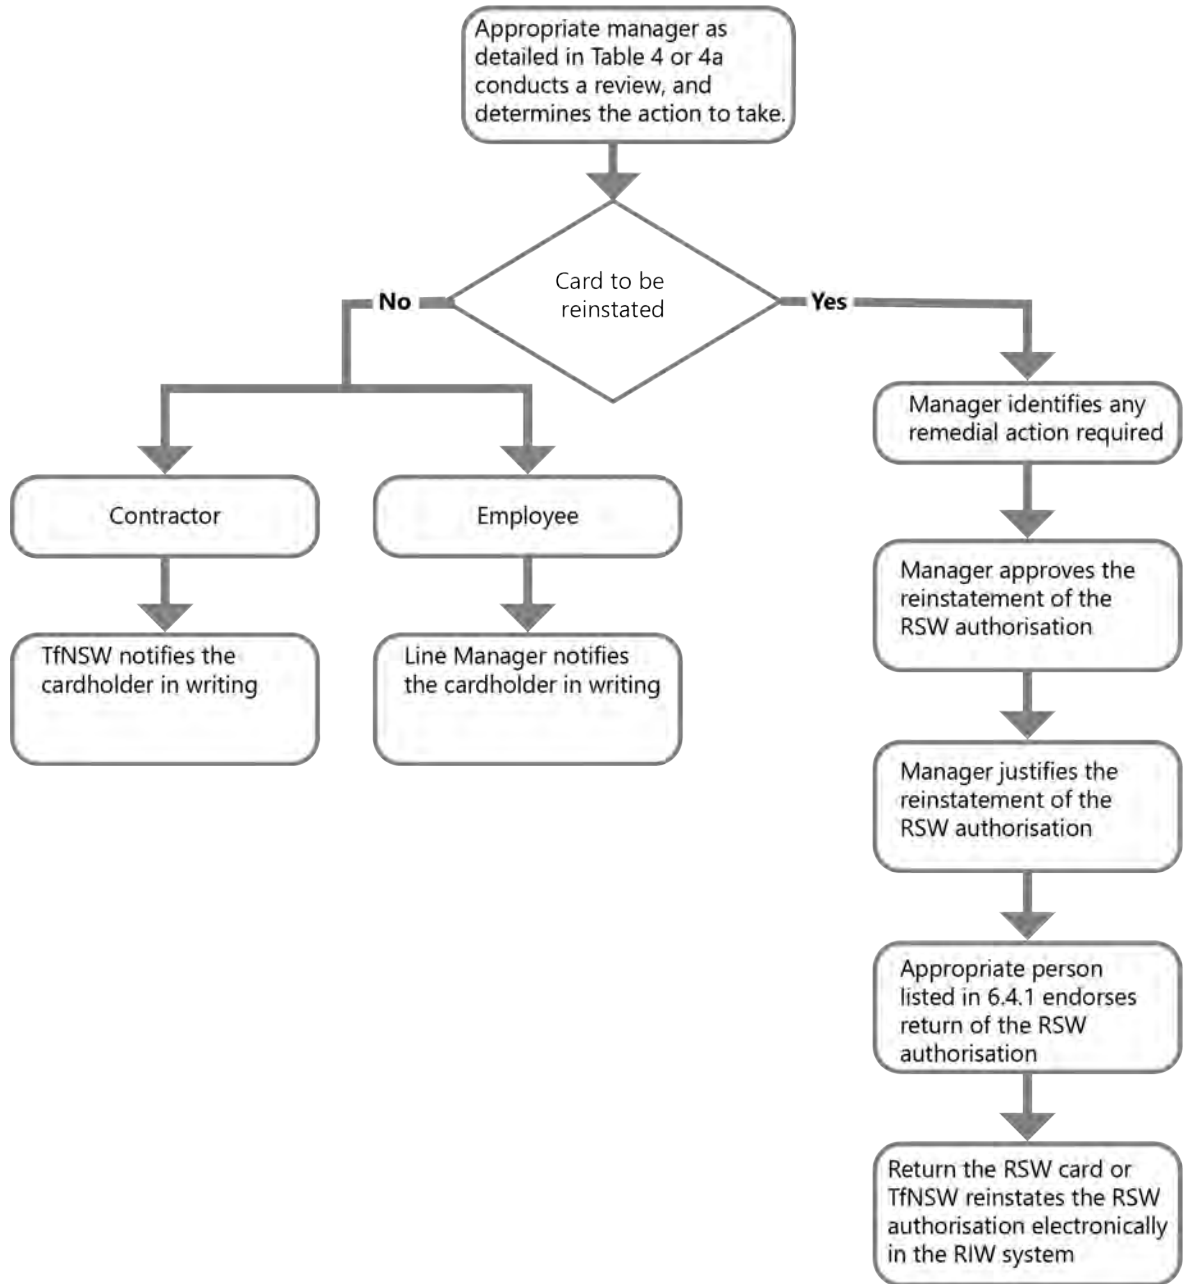 Appropriate manager as
detailed in Table 4 or 4a
conducts a review, and
determines the action to take.
Card to be
reinstated
No
Yes
Manager identifies any
remedial action required
Contractor
Employee
Manager approves the
reinstatement of the
RSW authorisation
TfNSW notifies the
cardholder in writing
Line Manager notifies
the cardholder in writing
Manager justifies the
reinstatement of the
RSW authorisation
Appropriate person
listed in 6.4.1 endorses
return of the RSW
authorisation
Return the RSW card or
TfNSW reinstates the RSW
authorisation electronically
in the RIW system